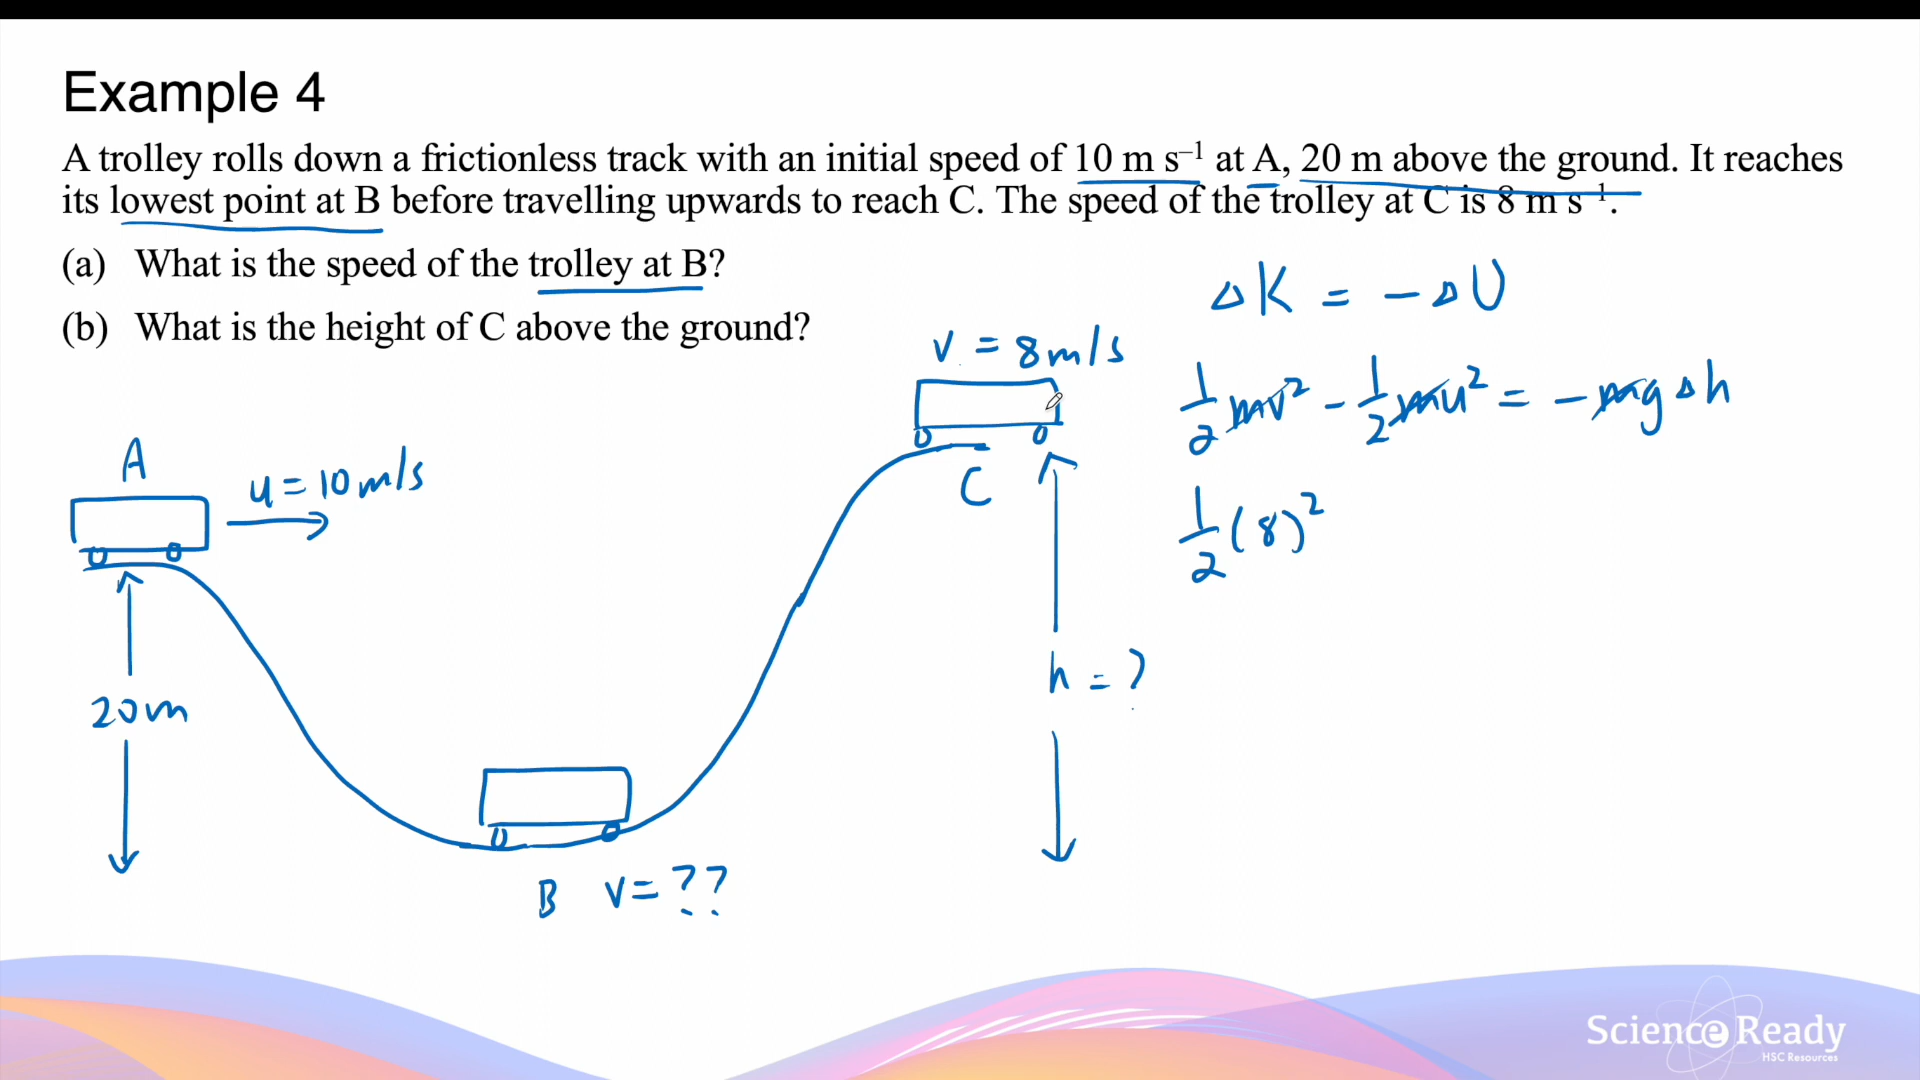 Example 4
A trolley rolls down a frictionless track with an initial speed of 10 m s⁻¹ at A, 20 m above the ground. It reaches
its lowest point at B before travelling upwards to reach C. The speed of the trolley at C is 8 m s⁻¹.
(a) What is the speed of the trolley at B?
(b) What is the height of C above the ground?
ΔK = −ΔU
v = 8m/s
½mv² − ½mu² = −mgΔh
A
u = 10m/s
C
½(8)²
h = ?
20m
B v = ??
Science Ready
HSC Resources